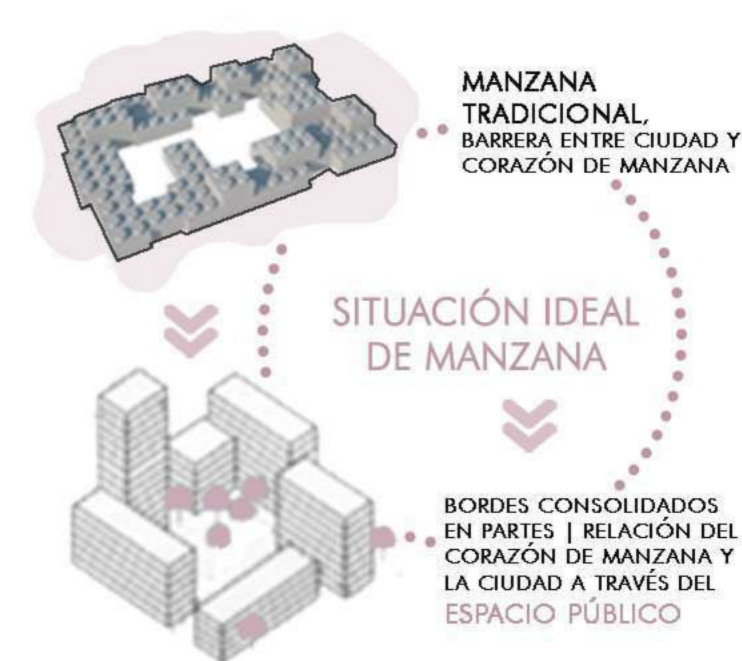 MANZANA
TRADICIONAL,
BARRERA ENTRE CIUDAD Y
CORAZÓN DE MANZANA
SITUACIÓN IDEAL
DE MANZANA
BORDES CONSOLIDADOS
EN PARTES | RELACIÓN DEL
CORAZÓN DE MANZANA Y
LA CIUDAD A TRAVÉS DEL
ESPACIO PÚBLICO